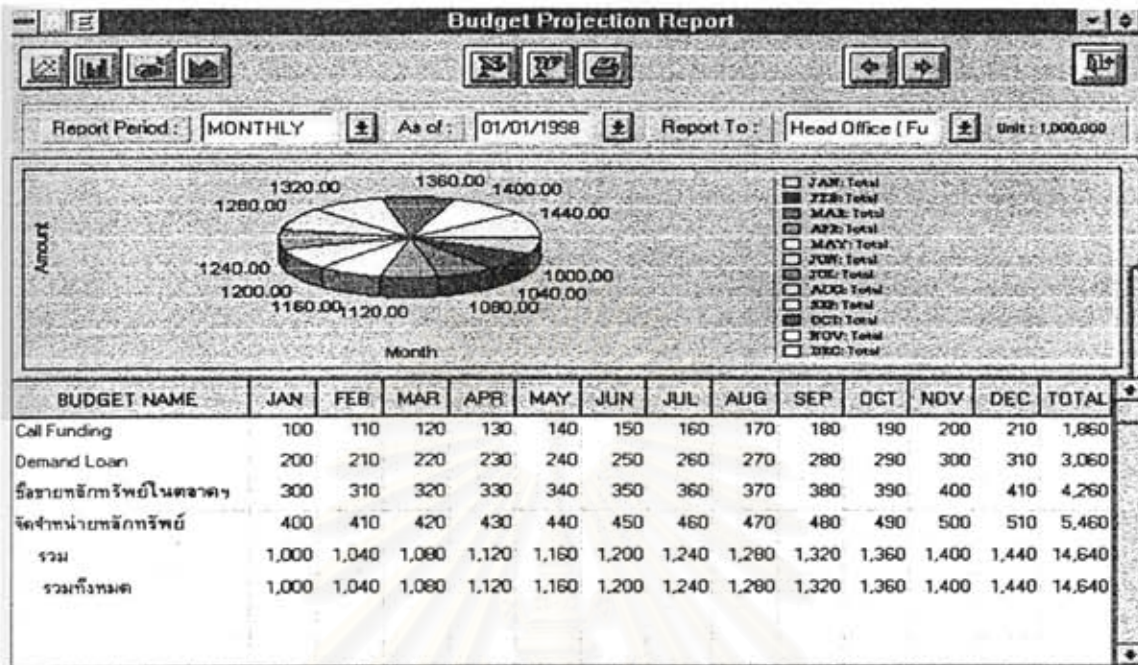 Budget Projection Report
Report Period : MONTHLY As of : 01/01/1998 Report To : Head Office ( Fu Unit : 1,000,000
1320.00 1360.00 1400.00
1280.00 1440.00
Amount
1240.00 1000.00
1200.00 1040.00
1160.00 1120.00 1080.00
Month
JAN: Total
FEB: Total
MAR: Total
APR: Total
MAY: Total
JUN: Total
JUL: Total
AUG: Total
SEP: Total
OCT: Total
NOV: Total
DEC: Total
BUDGET NAME JAN FEB MAR APR MAY JUN JUL AUG SEP OCT NOV DEC TOTAL
Call Funding 100 110 120 130 140 150 160 170 180 190 200 210 1,860
Demand Loan 200 210 220 230 240 250 260 270 280 290 300 310 3,060
ซื้อขายหลักทรัพย์ในตลาดฯ 300 310 320 330 340 350 360 370 380 390 400 410 4,260
จัดจำหน่ายหลักทรัพย์ 400 410 420 430 440 450 460 470 480 490 500 510 5,460
รวม 1,000 1,040 1,080 1,120 1,160 1,200 1,240 1,280 1,320 1,360 1,400 1,440 14,640
รวมทั้งหมด 1,000 1,040 1,080 1,120 1,160 1,200 1,240 1,280 1,320 1,360 1,400 1,440 14,640